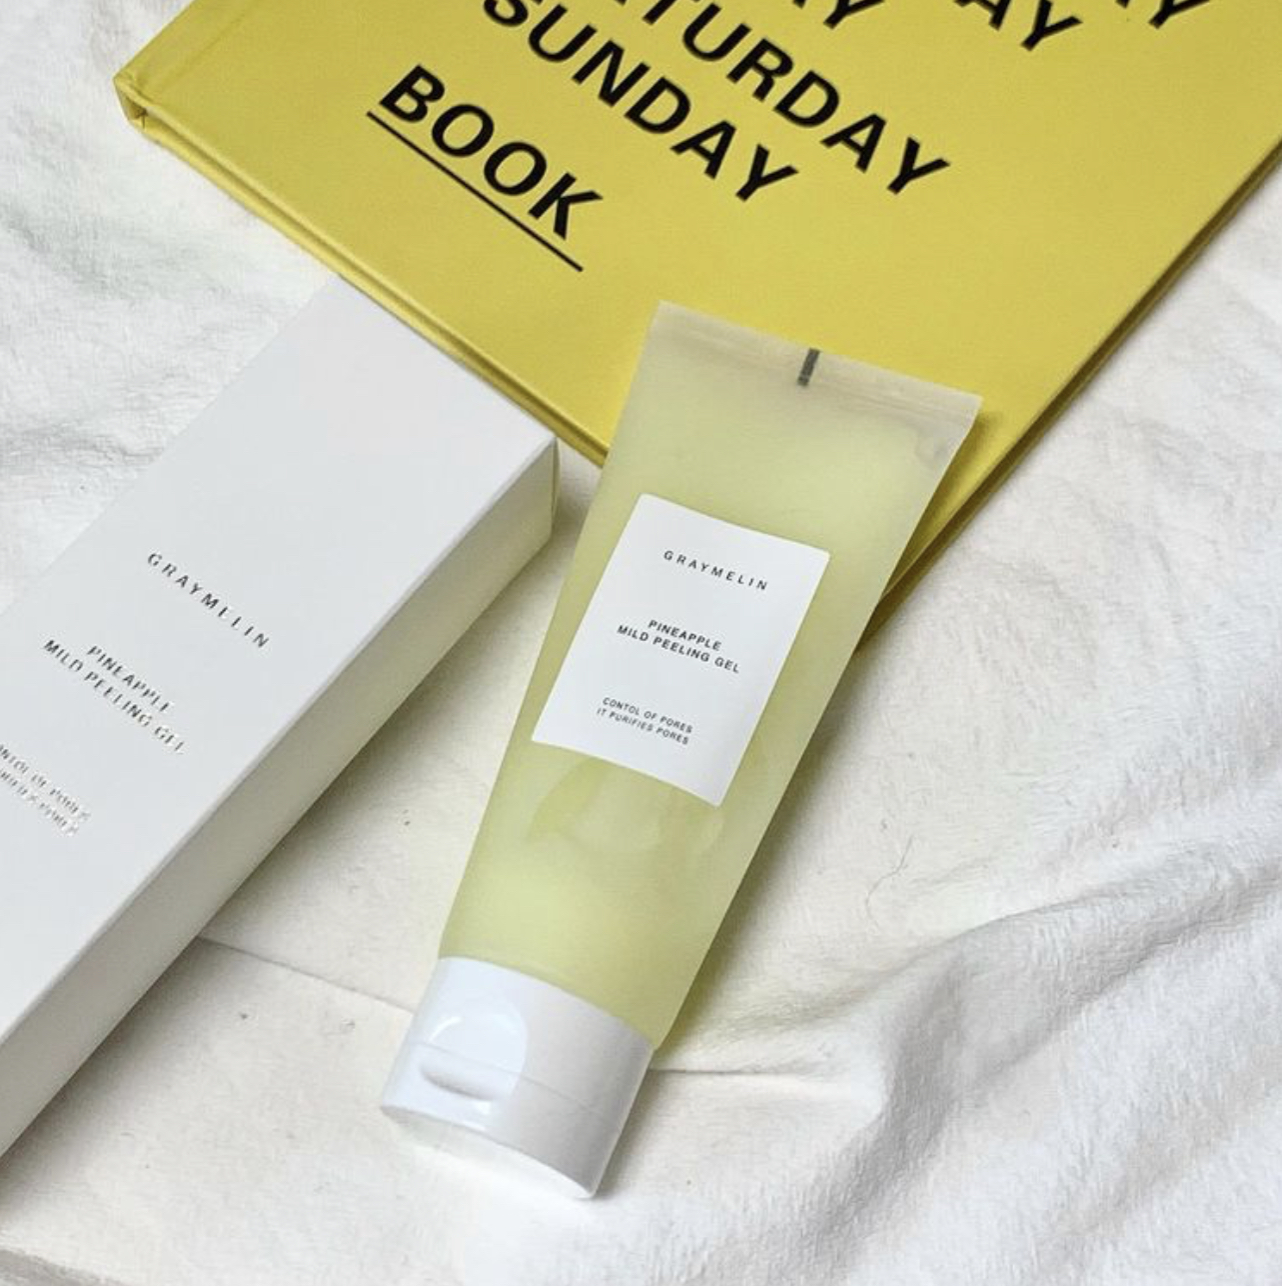 SUNDAY
BOOK
GRAYMELIN
PINEAPPLE
MILD PEELING GEL
GRAYMELIN
PINEAPPLE
MILD PEELING GEL
CONTOL OF PORES
IT PURIFIES PORES